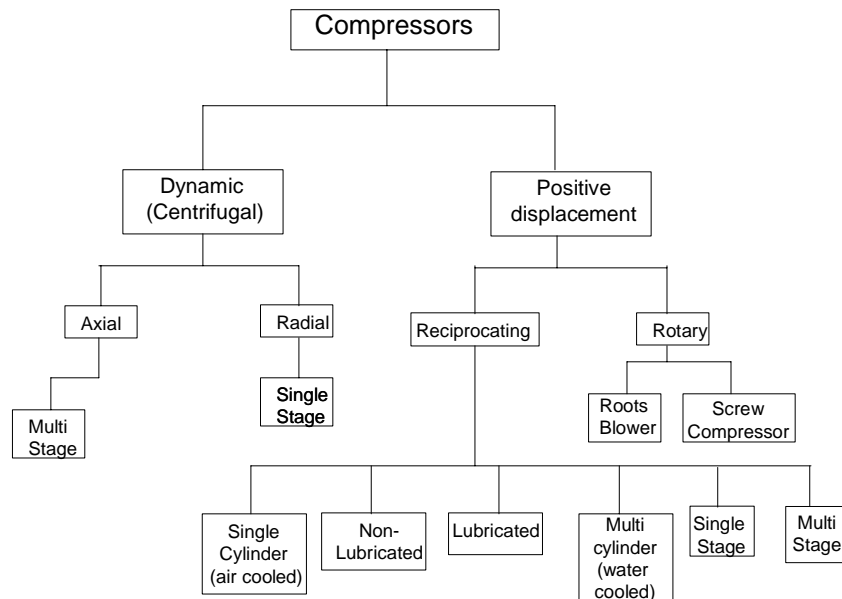 Compressors
Dynamic
(Centrifugal)
Positive
displacement
Axial
Radial
Reciprocating
Rotary
Multi
Stage
Single
Stage
Roots
Blower
Screw
Compressor
Single
Cylinder
(air cooled)
Non-
Lubricated
Lubricated
Multi
cylinder
(water
cooled)
Single
Stage
Multi
Stage